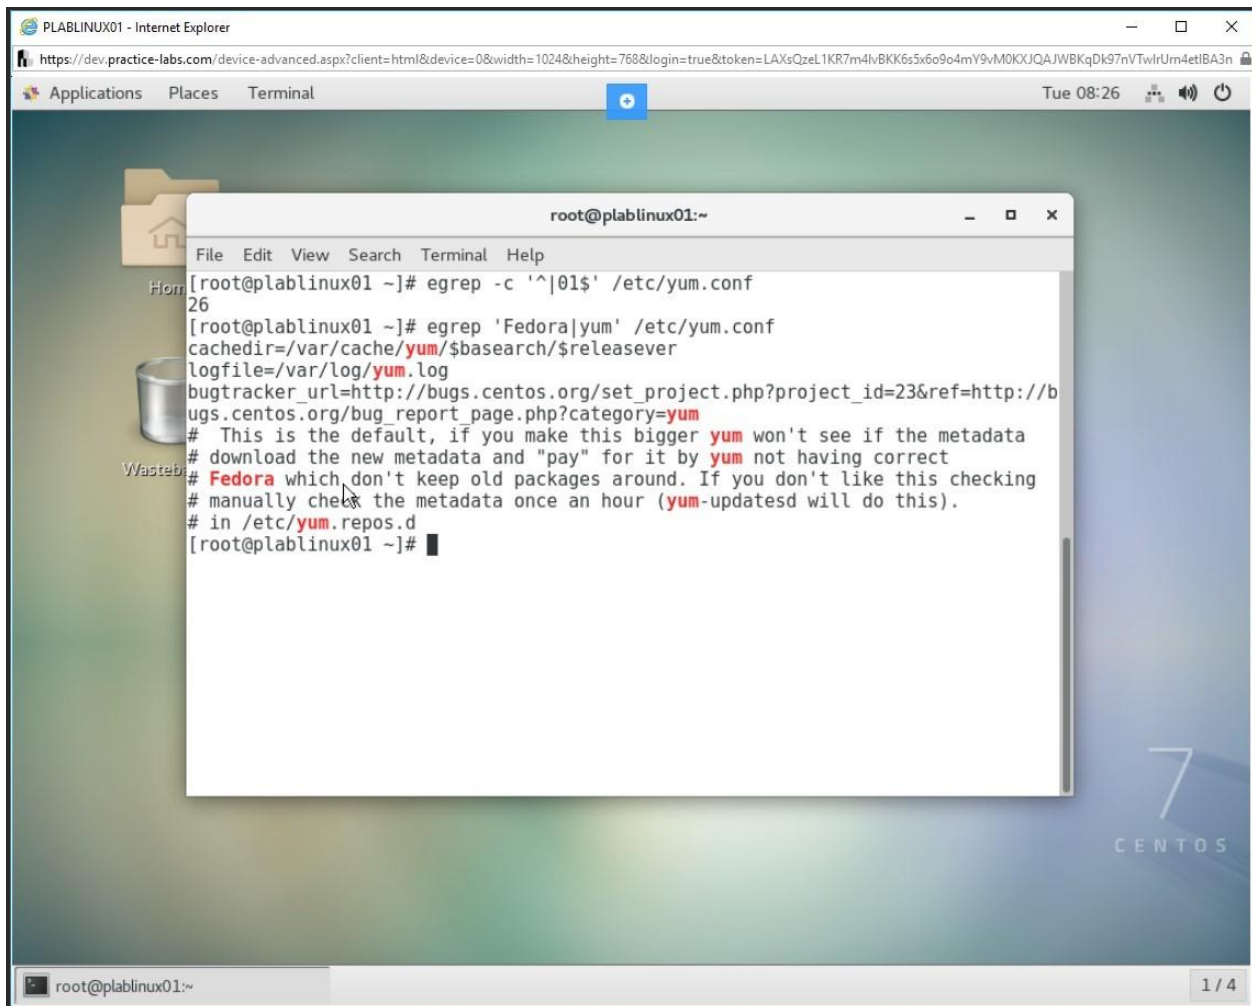 PLABLINUX01 - Internet Explorer
https://dev.practice-labs.com/device-advanced.aspx?client=html&device=0&width=1024&height=768&login=true&token=
Applications Places Terminal Tue 08:26
root@plablinux01:~
File Edit View Search Terminal Help
[root@plablinux01 ~]# egrep -c '^|01$' /etc/yum.conf
26
[root@plablinux01 ~]# egrep 'Fedora|yum' /etc/yum.conf
cachedir=/var/cache/yum/$basearch/$releasever
logfile=/var/log/yum.log
bugtracker_url=http://bugs.centos.org/set_project.php?project_id=23&ref=http://b
ugs.centos.org/bug_report_page.php?category=yum
#  This is the default, if you make this bigger yum won't see if the metadata
# download the new metadata and "pay" for it by yum not having correct
# Fedora which don't keep old packages around. If you don't like this checking
# manually check the metadata once an hour (yum-updatesd will do this).
# in /etc/yum.repos.d
[root@plablinux01 ~]#
7
CENTOS
root@plablinux01:~
1 / 4